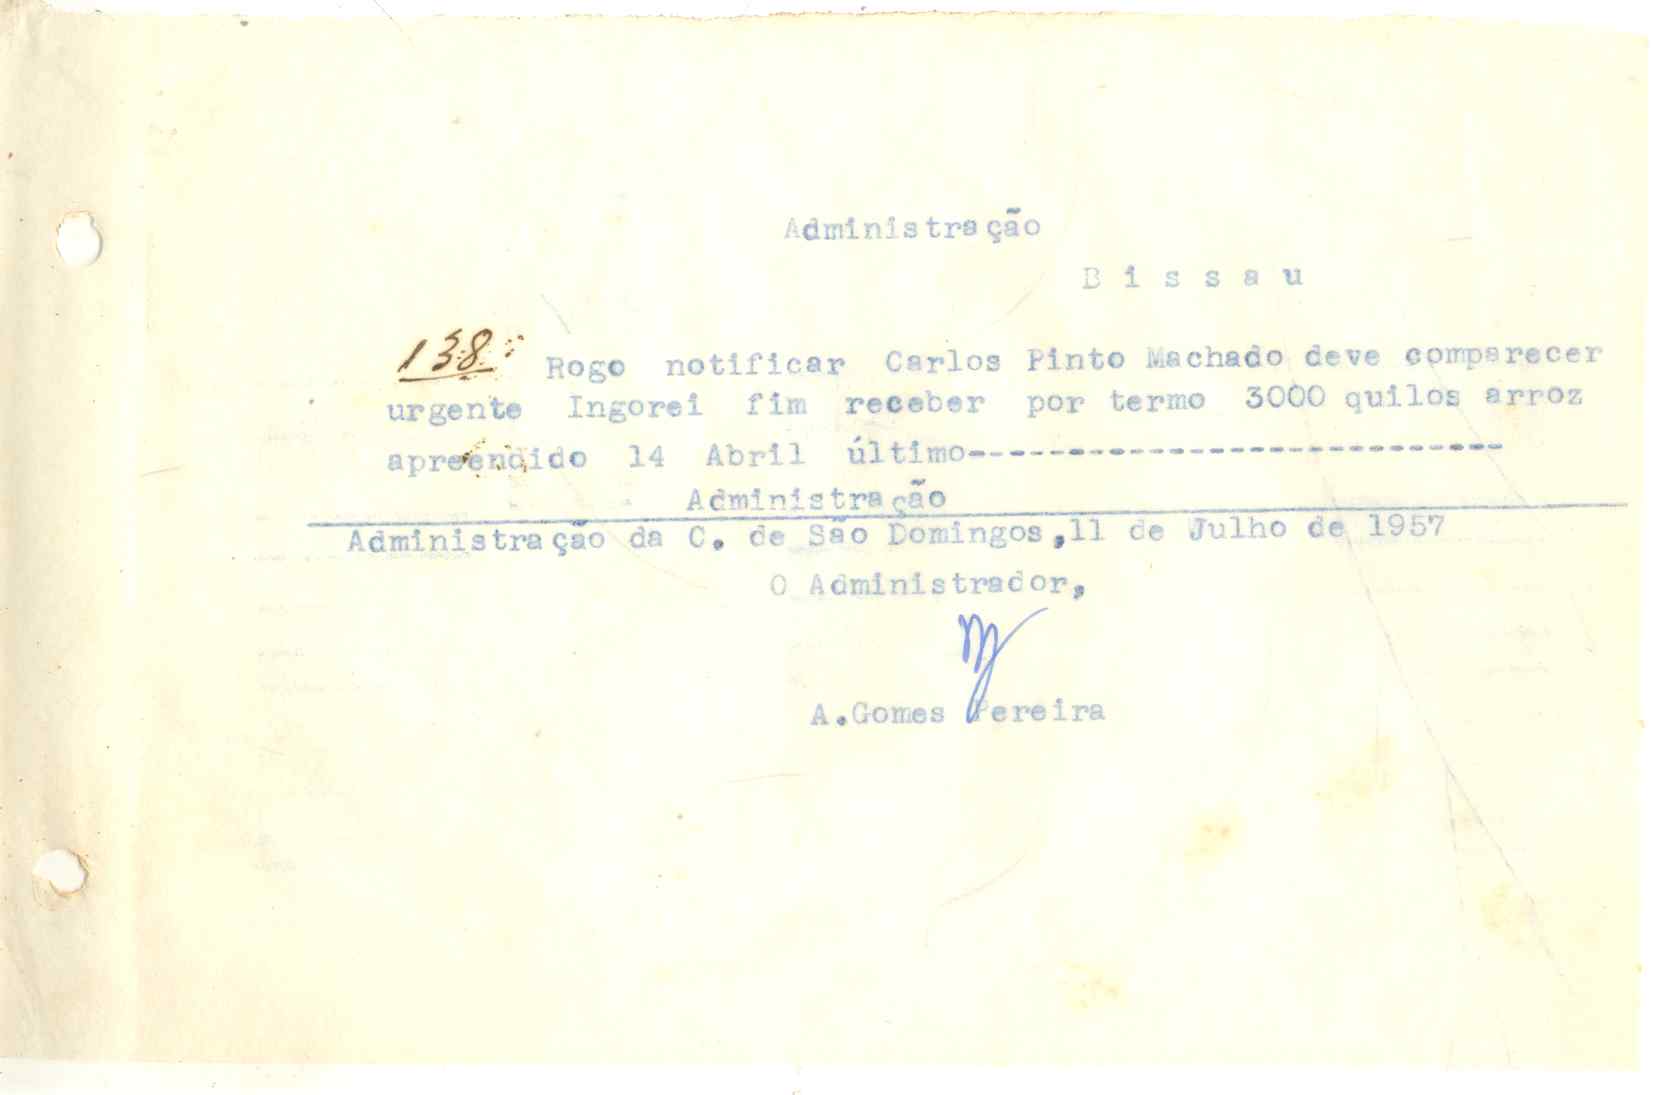 Administração
Bissau
138: Rogo notificar Carlos Pinto Machado deve comparecer
urgente Ingorei fim receber por termo 3000 quilos arroz
apreendido 14 Abril último---------------------------
Administração
Administração da C. de São Domingos,11 de Julho de 1957
O Administrador,
A.Gomes Pereira